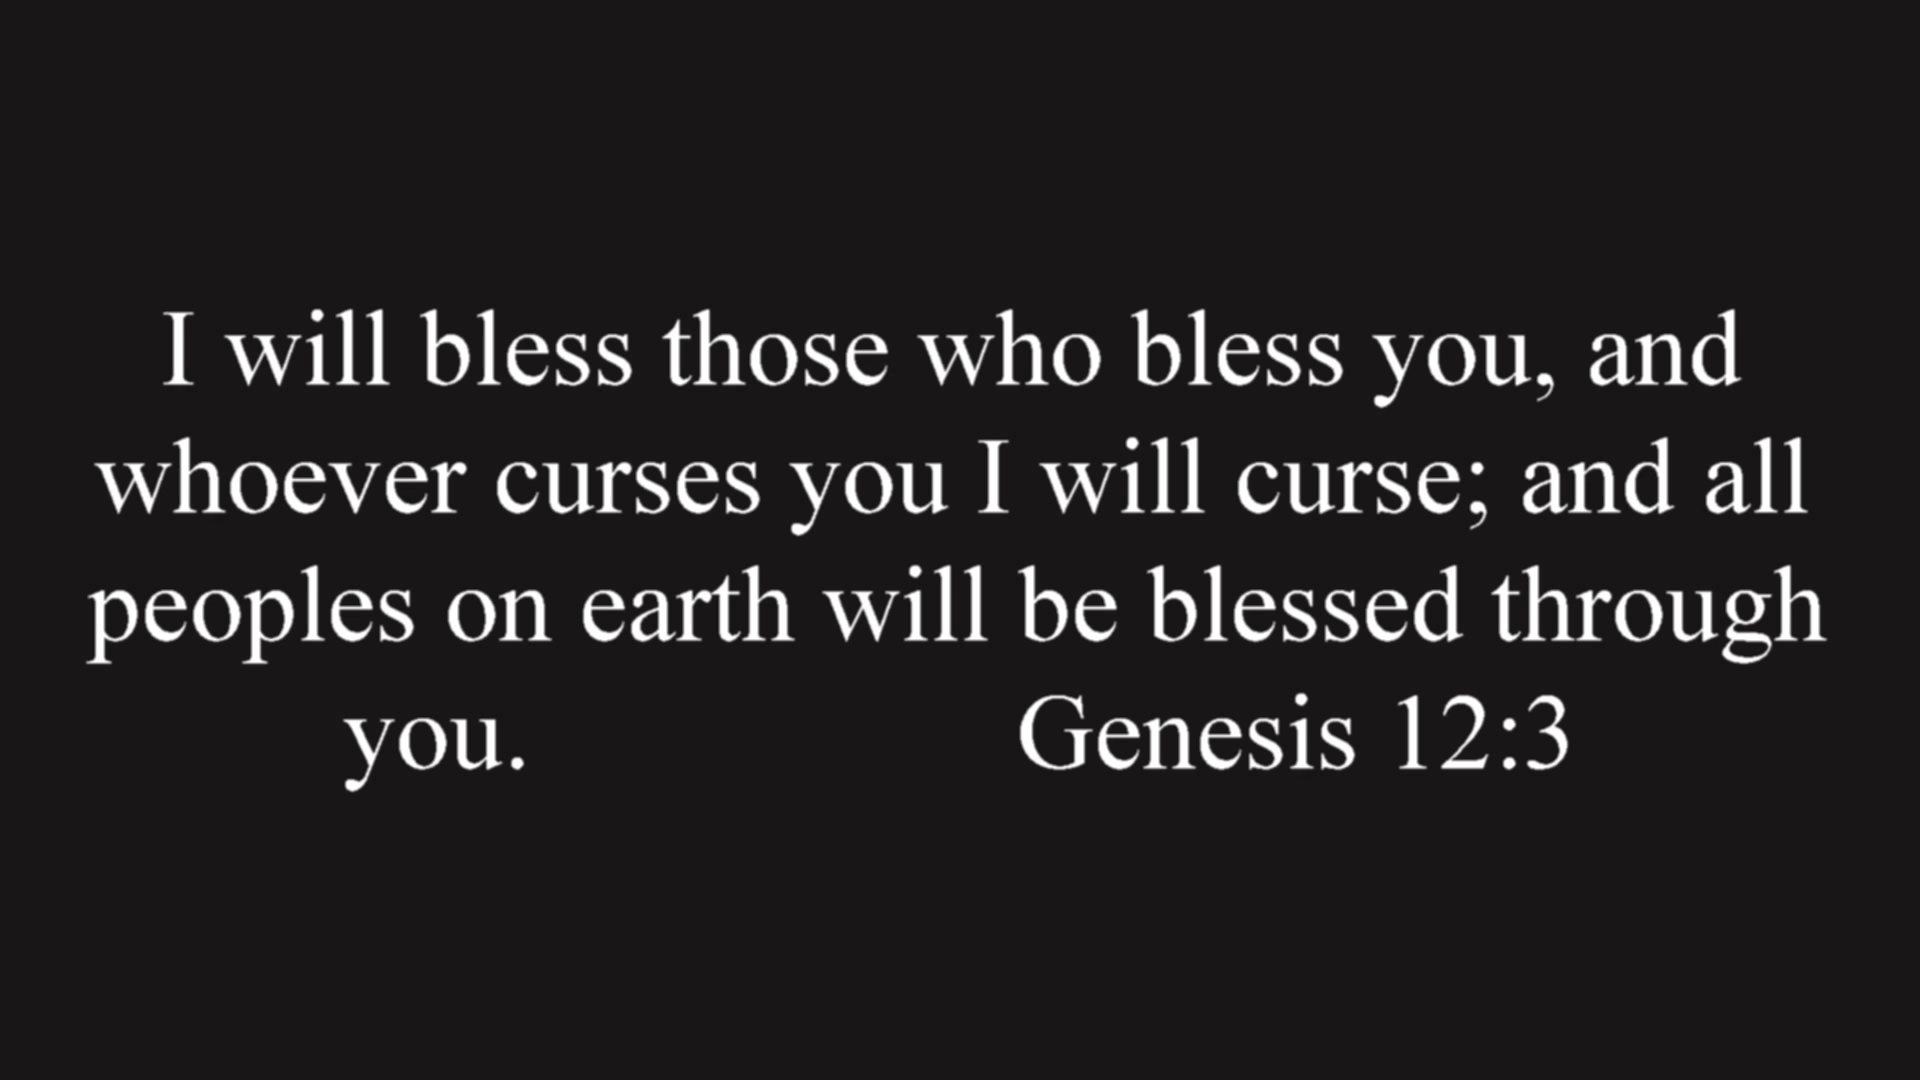 I will bless those who bless you, and
whoever curses you I will curse; and all
peoples on earth will be blessed through
you. Genesis 12:3